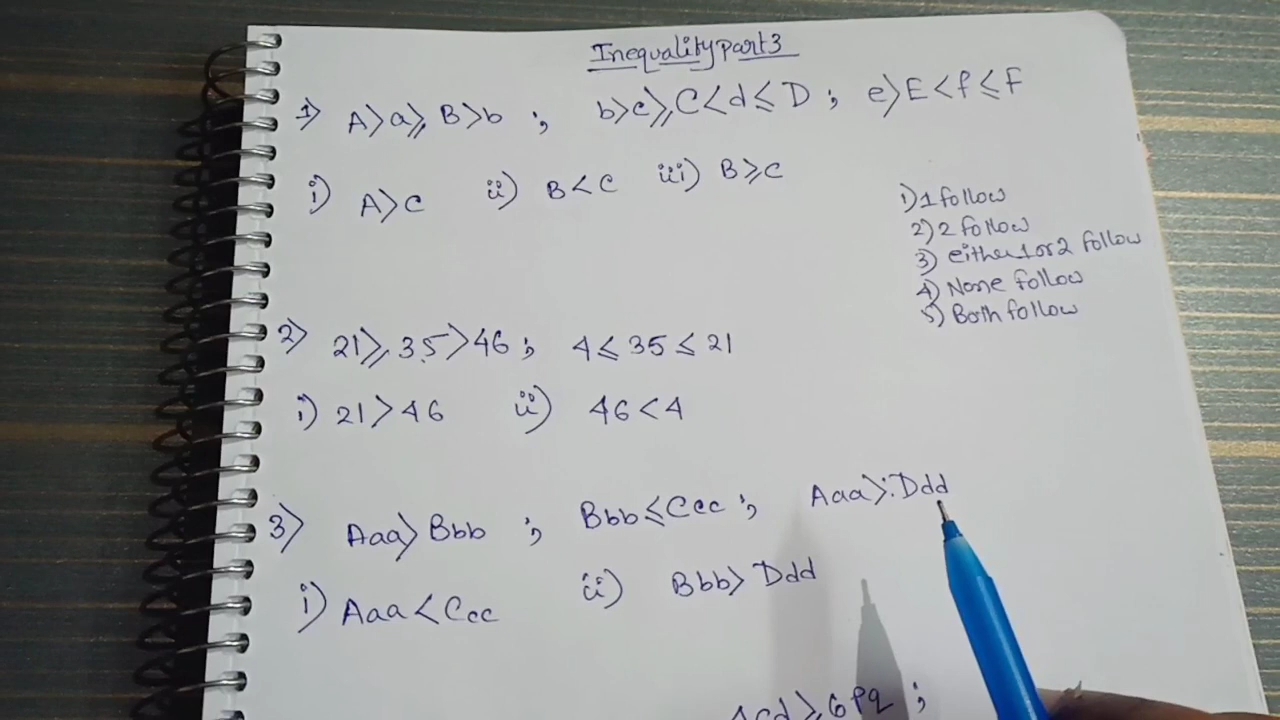 Inequality part 3
1) A>a≥B>b ; b>c≥C<d≤D ; e>E<f≤F
i) A>C ii) B<C iii) B≥C
1) 1 follow
2) 2 follow
3) either 1 or 2 follow
4) None follow
5) Both follow
2) 21≥35>46 ; 4≤35≤21
i) 21>46 ii) 46<4
3) Aaa>Bbb ; Bbb≤Ccc ; Aaa>Ddd
i) Aaa<Ccc ii) Bbb>Ddd
≥6Pq ;